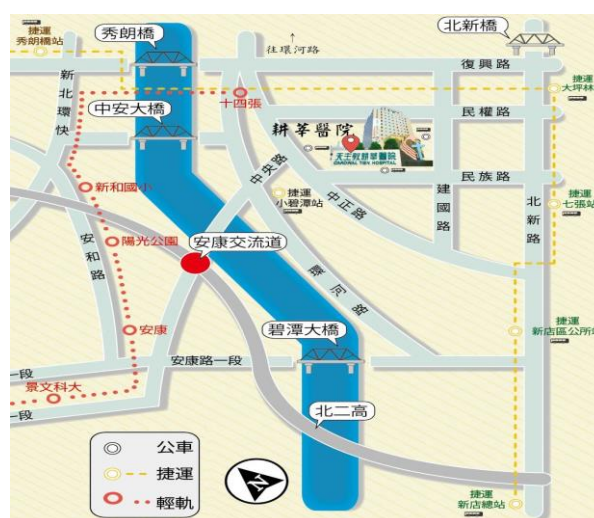 捷運
秀朗橋站
秀朗橋
↑
往環河路
北新橋
復興路
捷運
大坪林
新北環快
中安大橋
十四張
民權路
耕莘醫院
天主教耕莘醫院
CARDINAL TIEN HOSPITAL
中央路
民族路
新和國小
捷運
小碧潭站
中正路
建國路
北新路
捷運
七張站
安和路
陽光公園
安康交流道
安康
碧潭大橋
捷運
新店區公所站
安康路一段
一段
景文科大
一段
北二高
公車
捷運
輕軌
N
捷運
新店總站